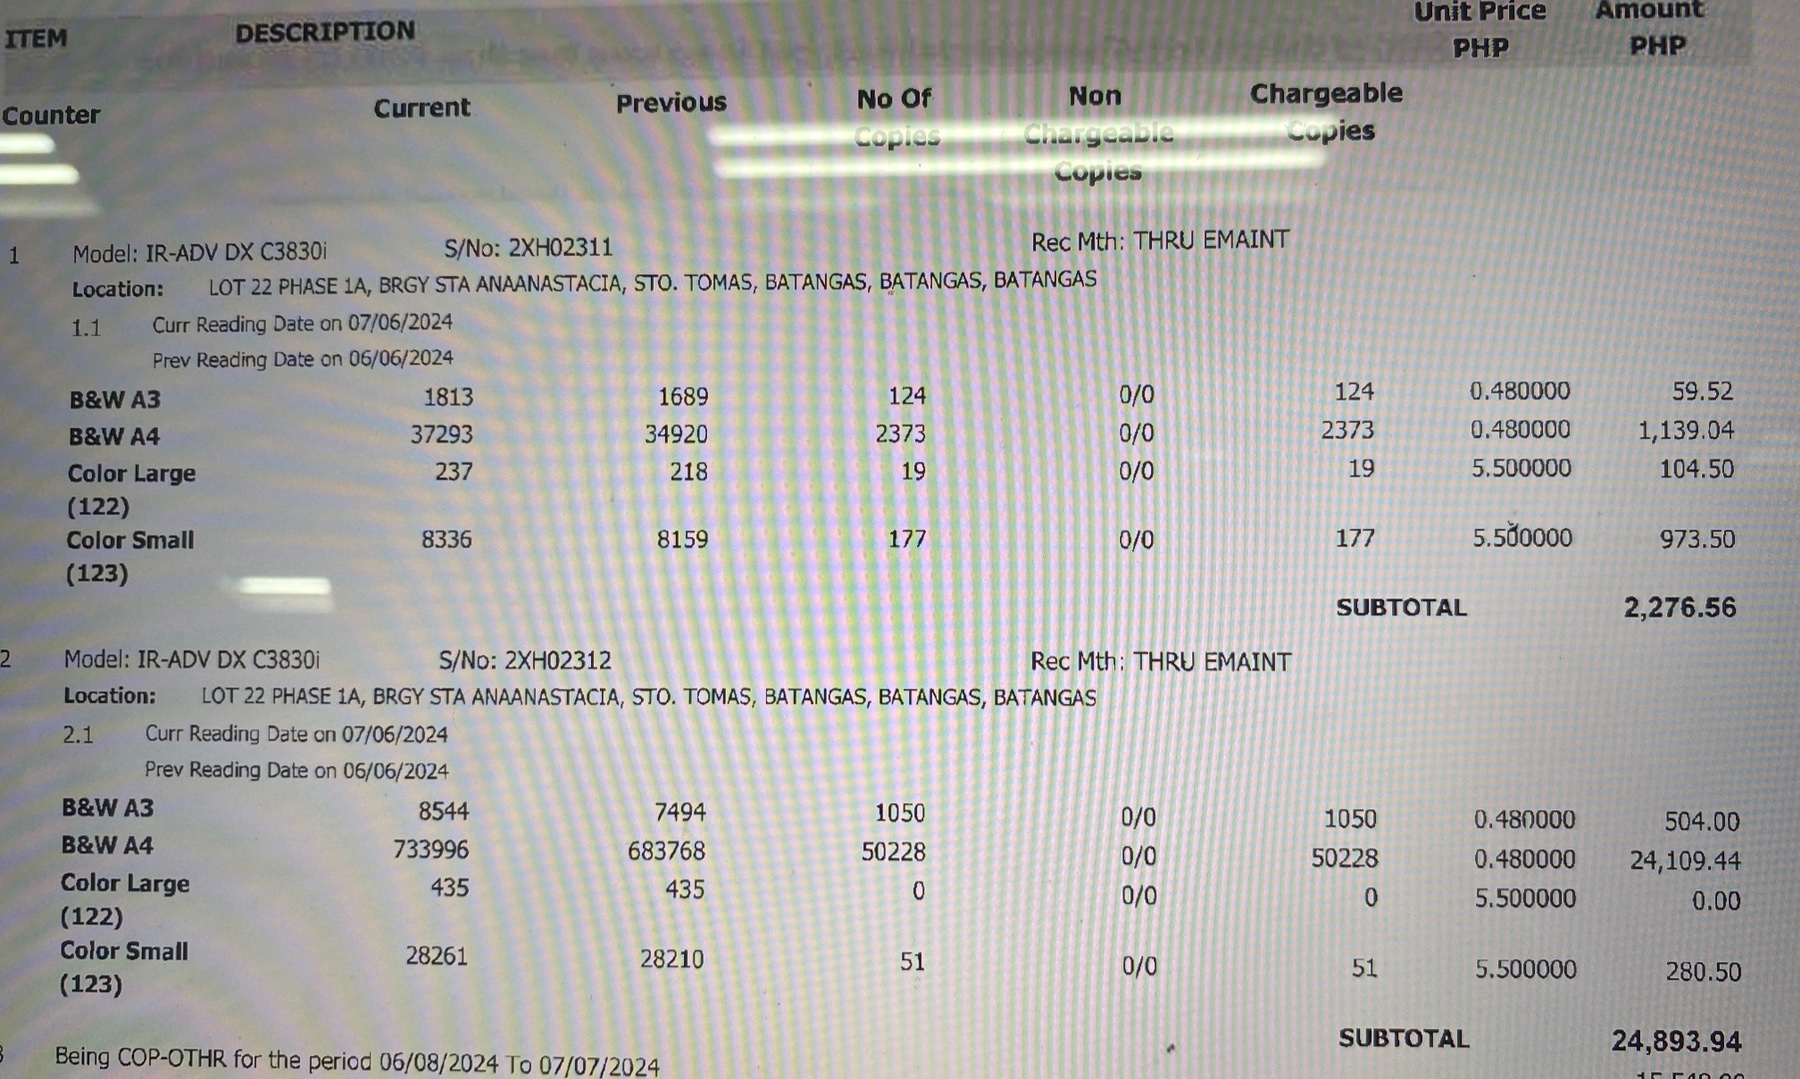 ITEM DESCRIPTION Unit Price Amount
PHP PHP
Counter Current Previous No Of Non Chargeable
Copies Chargeable Copies
Copies
1 Model: IR-ADV DX C3830i S/No: 2XH02311 Rec Mth: THRU EMAINT
Location: LOT 22 PHASE 1A, BRGY STA ANAANASTACIA, STO. TOMAS, BATANGAS, BATANGAS, BATANGAS
1.1 Curr Reading Date on 07/06/2024
Prev Reading Date on 06/06/2024
B&W A3 1813 1689 124 0/0 124 0.480000 59.52
B&W A4 37293 34920 2373 0/0 2373 0.480000 1,139.04
Color Large 237 218 19 0/0 19 5.500000 104.50
(122)
Color Small 8336 8159 177 0/0 177 5.500000 973.50
(123)
SUBTOTAL 2,276.56
2 Model: IR-ADV DX C3830i S/No: 2XH02312 Rec Mth: THRU EMAINT
Location: LOT 22 PHASE 1A, BRGY STA ANAANASTACIA, STO. TOMAS, BATANGAS, BATANGAS, BATANGAS
2.1 Curr Reading Date on 07/06/2024
Prev Reading Date on 06/06/2024
B&W A3 8544 7494 1050 0/0 1050 0.480000 504.00
B&W A4 733996 683768 50228 0/0 50228 0.480000 24,109.44
Color Large 435 435 0 0/0 0 5.500000 0.00
(122)
Color Small 28261 28210 51 0/0 51 5.500000 280.50
(123)
SUBTOTAL 24,893.94
Being COP-OTHR for the period 06/08/2024 To 07/07/2024